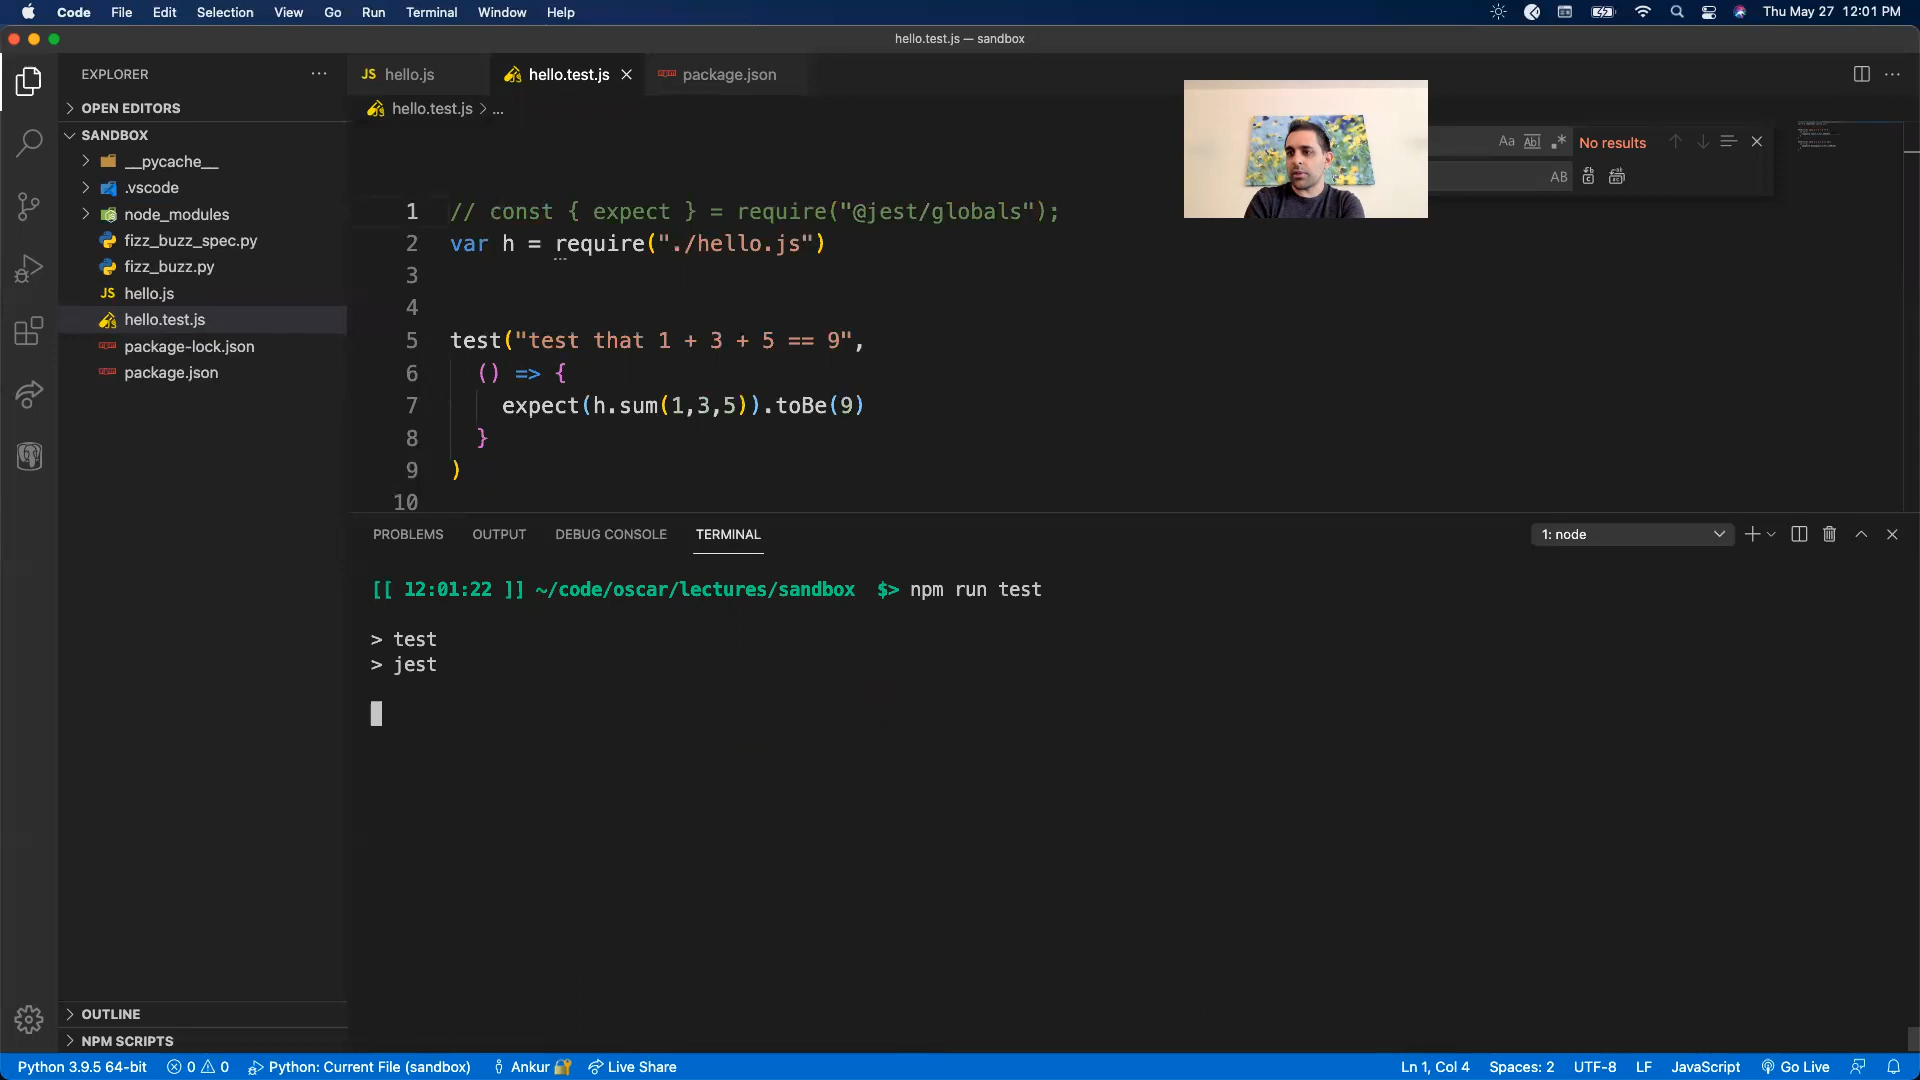 Code File Edit Selection View Go Run Terminal Window Help
Thu May 27 12:01 PM
hello.test.js — sandbox
EXPLORER
OPEN EDITORS
SANDBOX
__pycache__
.vscode
node_modules
fizz_buzz_spec.py
fizz_buzz.py
JS hello.js
hello.test.js
package-lock.json
package.json
OUTLINE
NPM SCRIPTS
JS hello.js hello.test.js package.json
hello.test.js > ...
Aa Abl .* No results
AB
1 // const { expect } = require("@jest/globals");
2 var h = require("./hello.js")
3
4
5 test("test that 1 + 3 + 5 == 9",
6 () => {
7 expect(h.sum(1,3,5)).toBe(9)
8 }
9 )
10
PROBLEMS OUTPUT DEBUG CONSOLE TERMINAL
1: node
[[ 12:01:22 ]] ~/code/oscar/lectures/sandbox $> npm run test
> test
> jest
Python 3.9.5 64-bit 0 0 Python: Current File (sandbox) Ankur Live Share
Ln 1, Col 4 Spaces: 2 UTF-8 LF JavaScript Go Live